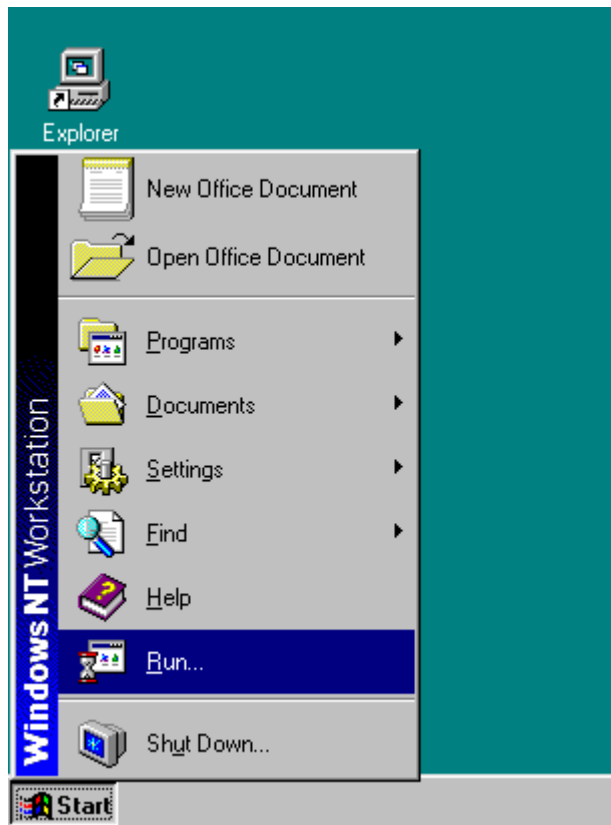 Explorer
New Office Document
Open Office Document
Programs
Documents
Settings
Find
Help
Run...
Shut Down...
Windows NT Workstation
Start